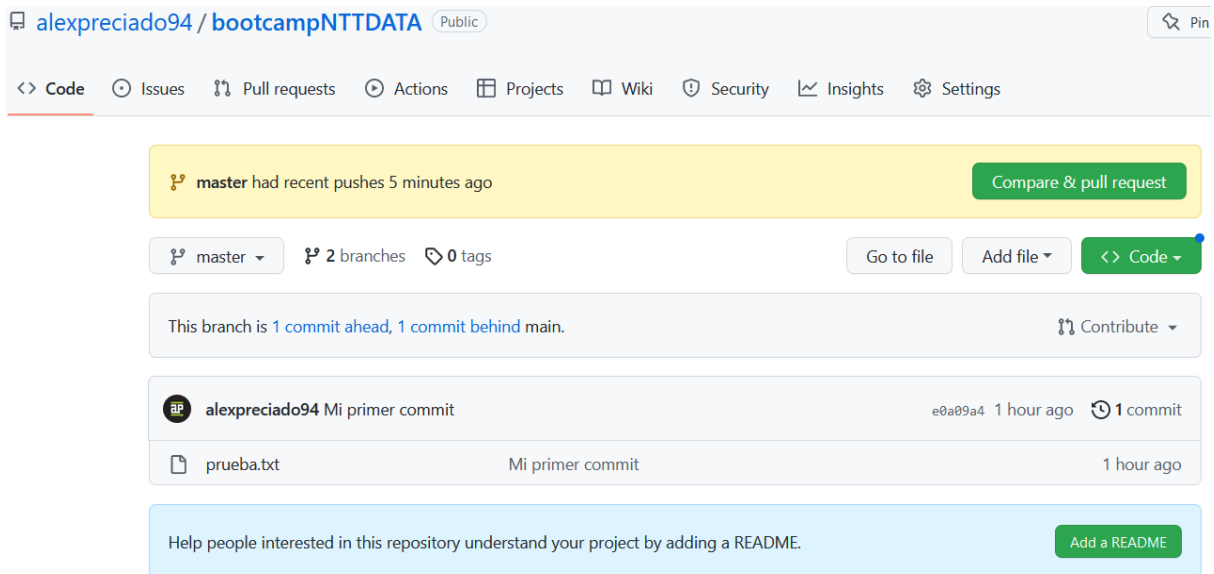 alexpreciado94 / bootcampNTTDATA Public Pin
<> Code Issues Pull requests Actions Projects Wiki Security Insights Settings
master had recent pushes 5 minutes ago Compare & pull request
master 2 branches 0 tags Go to file Add file <> Code
This branch is 1 commit ahead, 1 commit behind main. Contribute
aP alexpreciado94 Mi primer commit e0a09a4 1 hour ago 1 commit
prueba.txt Mi primer commit 1 hour ago
Help people interested in this repository understand your project by adding a README. Add a README